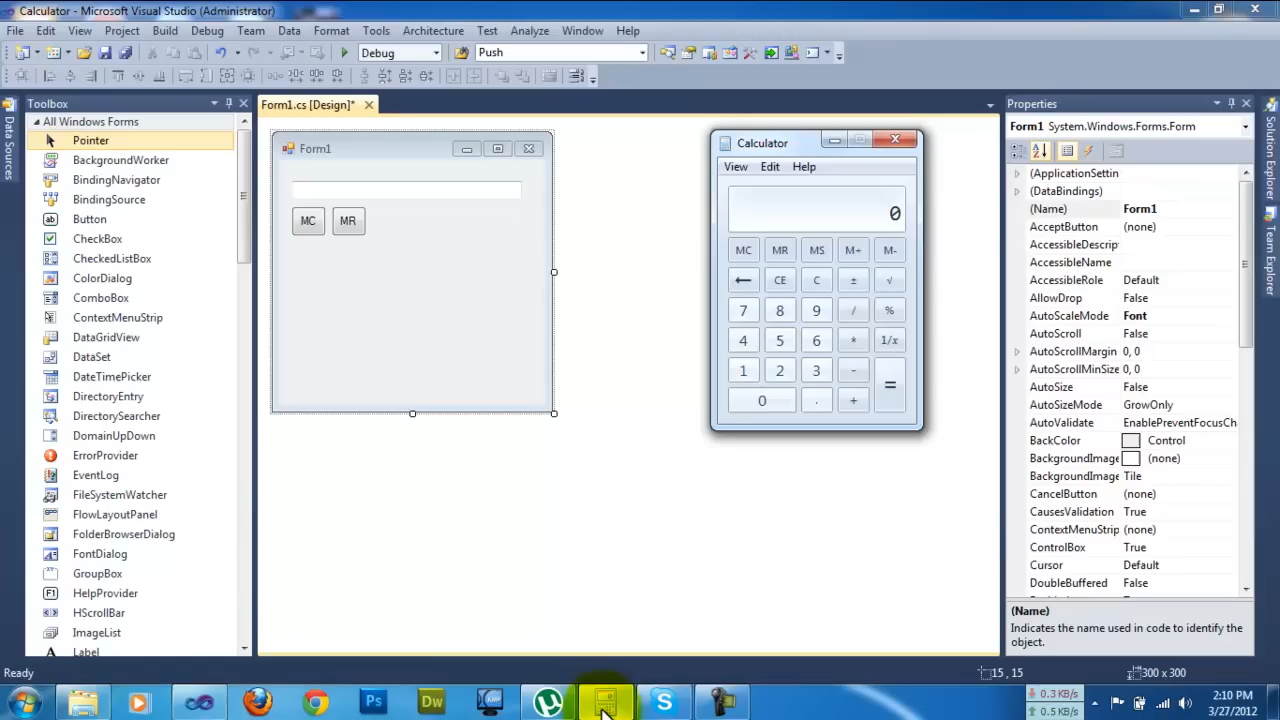 Calculator - Microsoft Visual Studio (Administrator)
File Edit View Project Build Debug Team Data Format Tools Architecture Test Analyze Window Help
Debug Push
Toolbox
Form1.cs [Design]*
Properties
Data Sources
Solution Explorer
Team Explorer
All Windows Forms
Pointer
BackgroundWorker
BindingNavigator
BindingSource
Button
CheckBox
CheckedListBox
ColorDialog
ComboBox
ContextMenuStrip
DataGridView
DataSet
DateTimePicker
DirectoryEntry
DirectorySearcher
DomainUpDown
ErrorProvider
EventLog
FileSystemWatcher
FlowLayoutPanel
FolderBrowserDialog
FontDialog
GroupBox
HelpProvider
HScrollBar
ImageList
Label
Form1
MC MR
Calculator
View Edit Help
0
MC MR MS M+ M-
← CE C ± √
7 8 9 / %
4 5 6 * 1/x
1 2 3 - =
0 . +
Form1 System.Windows.Forms.Form
(ApplicationSettin
(DataBindings)
(Name) Form1
AcceptButton (none)
AccessibleDescrip
AccessibleName
AccessibleRole Default
AllowDrop False
AutoScaleMode Font
AutoScroll False
AutoScrollMargin 0, 0
AutoScrollMinSize 0, 0
AutoSize False
AutoSizeMode GrowOnly
AutoValidate EnablePreventFocusCh
BackColor Control
BackgroundImage (none)
BackgroundImage Tile
CancelButton (none)
CausesValidation True
ContextMenuStrip (none)
ControlBox True
Cursor Default
DoubleBuffered False
(Name)
Indicates the name used in code to identify the
object.
Ready 15 , 15 300 x 300
Ps Dw
0.3 KB/s
0.5 KB/s
2:10 PM
3/27/2012